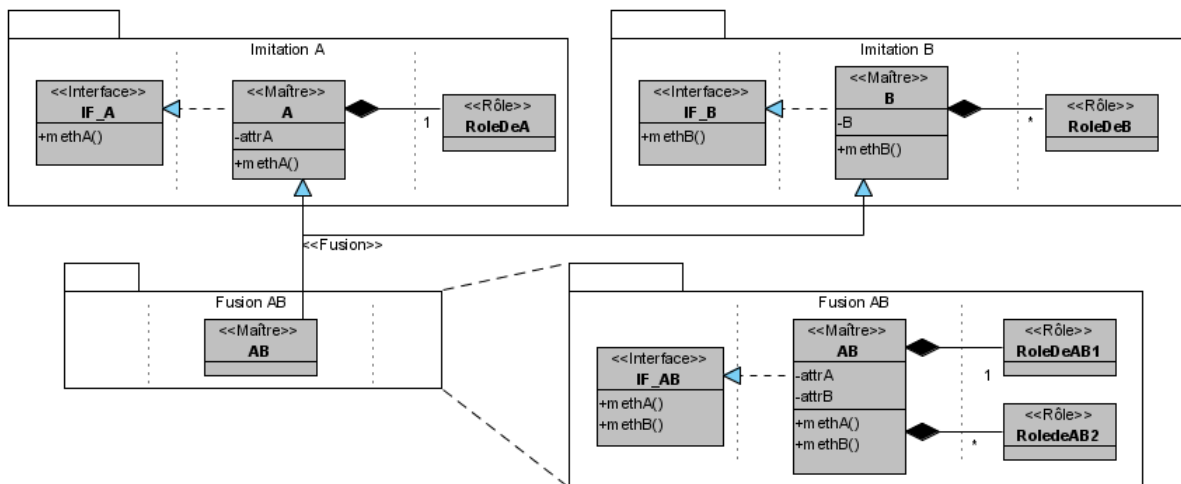 Imitation A
<<Interface>>
IF_A
+methA()
<<Maître>>
A
-attrA
+methA()
1
<<Rôle>>
RoleDeA
Imitation B
<<Interface>>
IF_B
+methB()
<<Maître>>
B
-B
+methB()
*
<<Rôle>>
RoleDeB
<<Fusion>>
Fusion AB
<<Maître>>
AB
Fusion AB
<<Interface>>
IF_AB
+methA()
+methB()
<<Maître>>
AB
-attrA
-attrB
+methA()
+methB()
<<Rôle>>
RoleDeAB1
1
<<Rôle>>
RoledeAB2
*